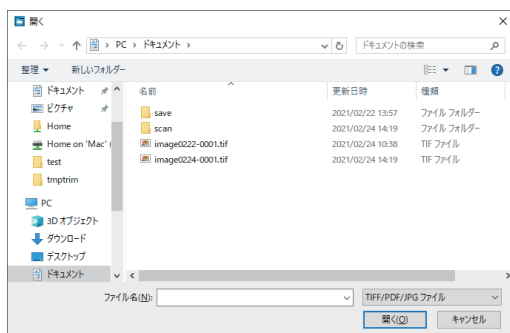 開く
PC › ドキュメント ›
ドキュメントの検索
整理 新しいフォルダー
ドキュメント
ピクチャ
Home
Home on 'Mac' (
test
tmptrim
PC
3D オブジェクト
ダウンロード
デスクトップ
ドキュメント
名前 更新日時 種類
save 2021/02/22 13:57 ファイル フォルダー
scan 2021/02/24 14:19 ファイル フォルダー
image0222-0001.tif 2021/02/24 10:38 TIF ファイル
image0224-0001.tif 2021/02/24 14:19 TIF ファイル
ファイル名(N):
TIFF/PDF/JPG ファイル
開く(O) キャンセル